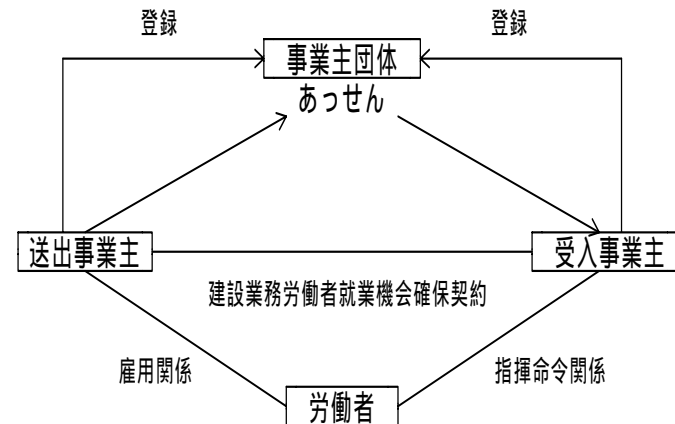 登録
登録
事業主団体
あっせん
送出事業主
受入事業主
建設業務労働者就業機会確保契約
雇用関係
指揮命令関係
労働者